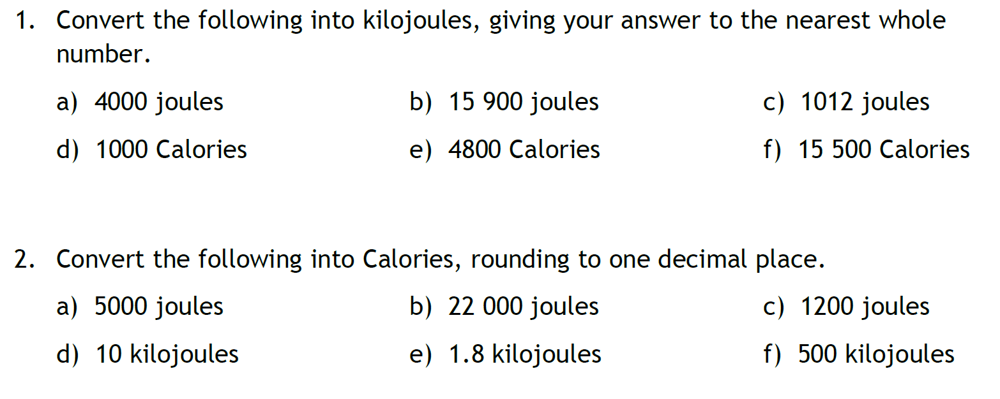 1. Convert the following into kilojoules, giving your answer to the nearest whole
number.
a) 4000 joules b) 15 900 joules c) 1012 joules
d) 1000 Calories e) 4800 Calories f) 15 500 Calories
2. Convert the following into Calories, rounding to one decimal place.
a) 5000 joules b) 22 000 joules c) 1200 joules
d) 10 kilojoules e) 1.8 kilojoules f) 500 kilojoules